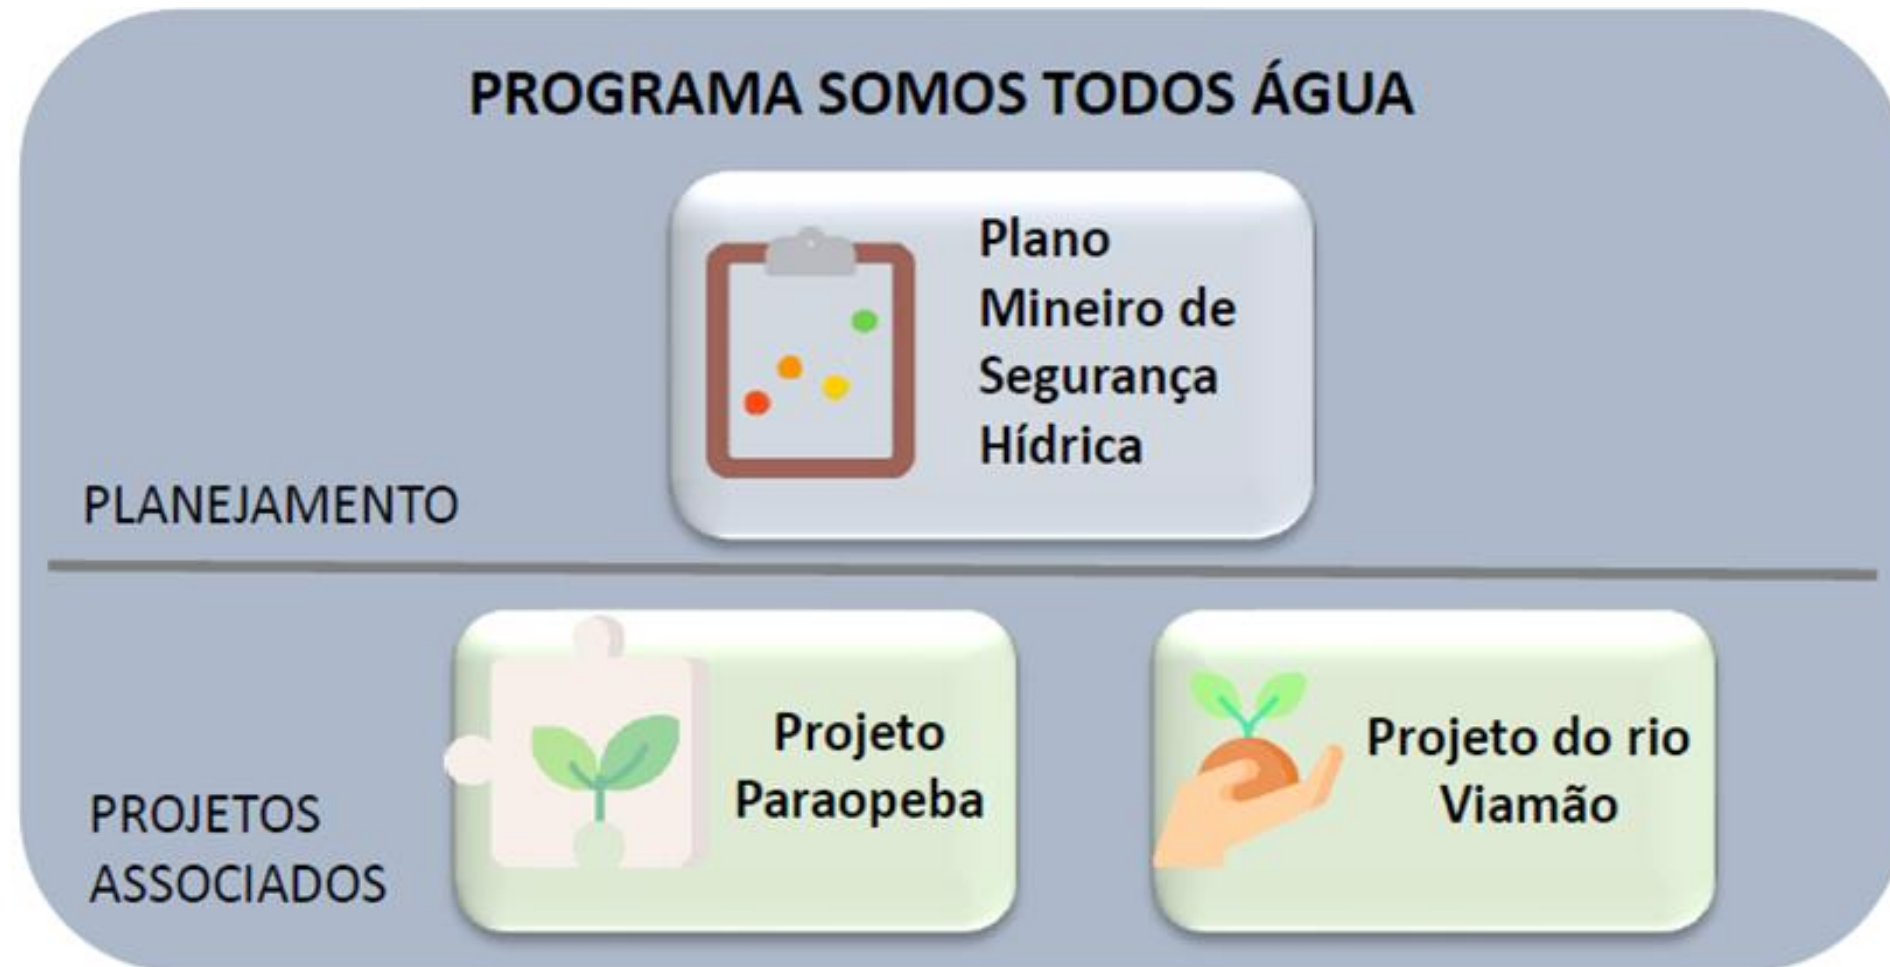 PROGRAMA SOMOS TODOS ÁGUA
Plano
Mineiro de
Segurança
Hídrica
PLANEJAMENTO
Projeto
Paraopeba
Projeto do rio
Viamão
PROJETOS
ASSOCIADOS